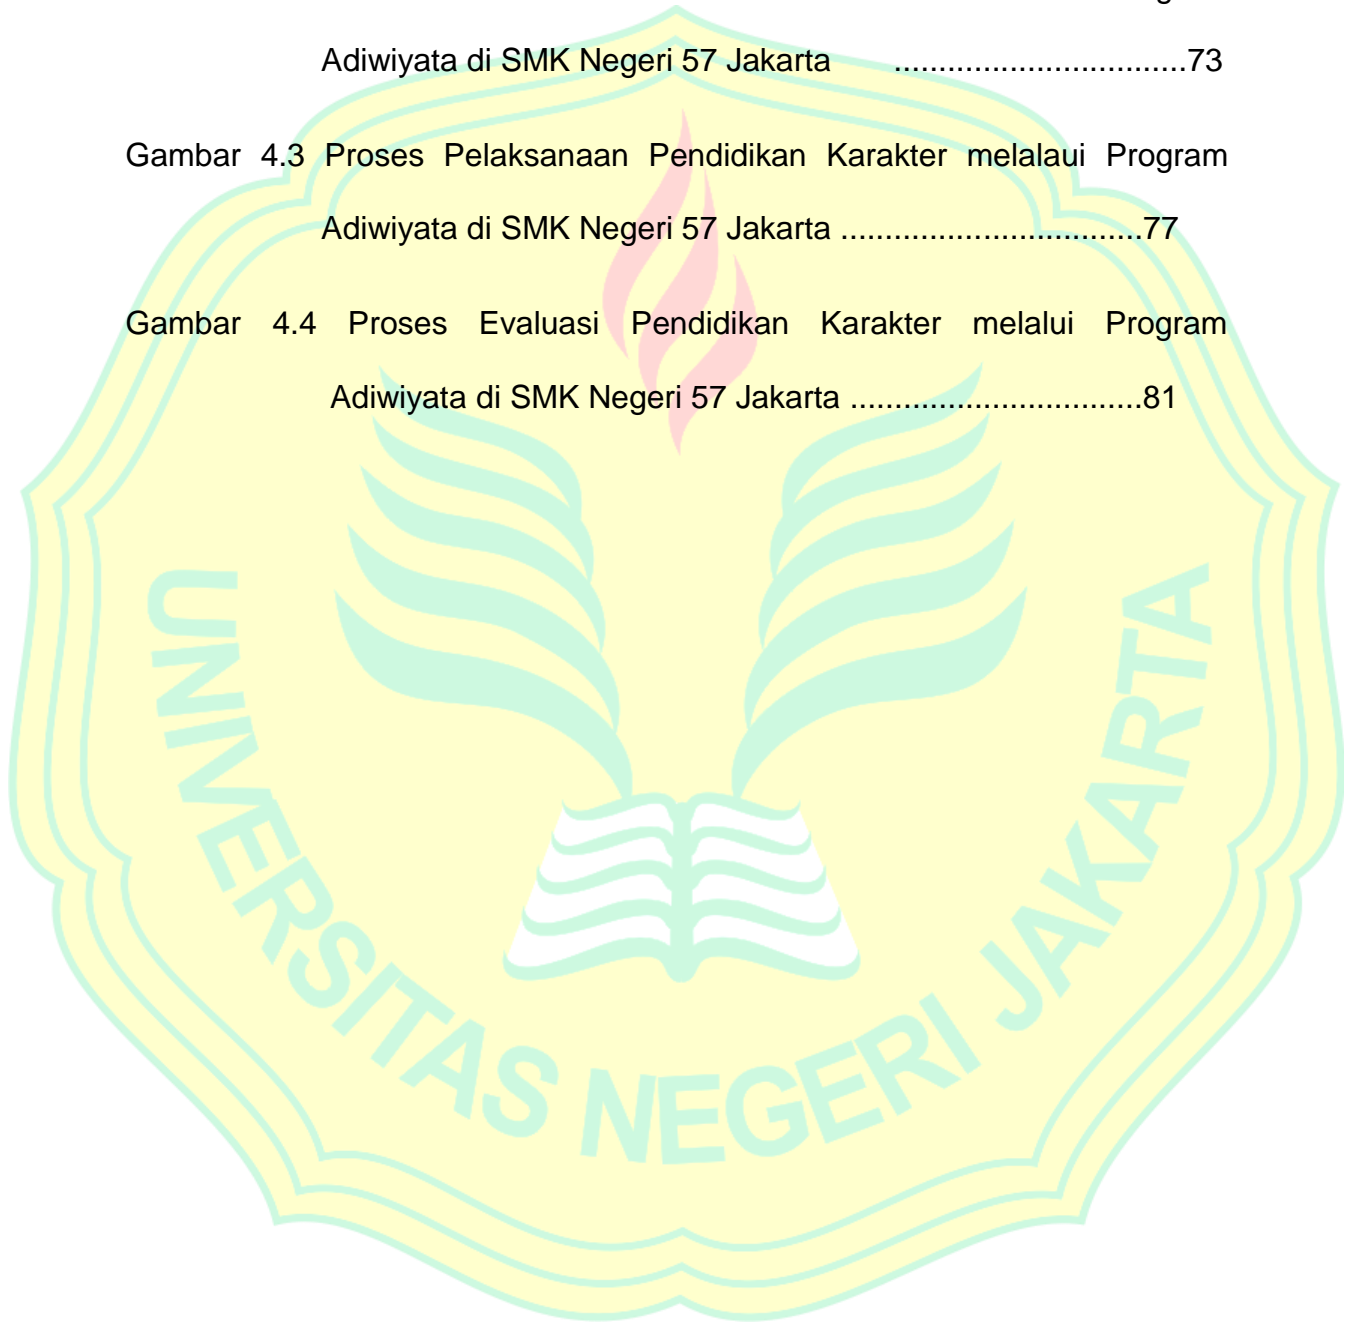 Adiwiyata di SMK Negeri 57 Jakarta .................................73
Gambar 4.3 Proses Pelaksanaan Pendidikan Karakter melalaui Program
Adiwiyata di SMK Negeri 57 Jakarta ..................................77
Gambar 4.4 Proses Evaluasi Pendidikan Karakter melalui Program
Adiwiyata di SMK Negeri 57 Jakarta .................................81
UNIVERSITAS NEGERI JAKARTA